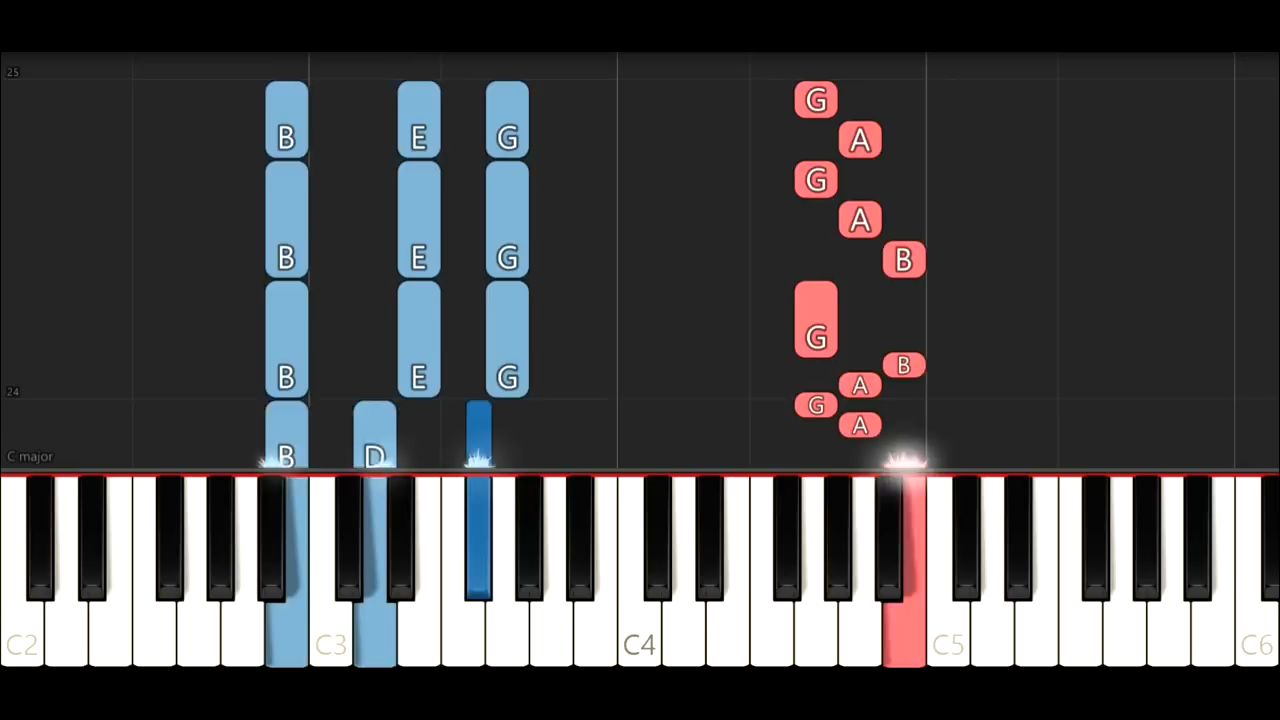 25
B E G G
A
G
A
B E G B
G
B
B E G A
24
G
A
C major B D
C2 C3 C4 C5 C6